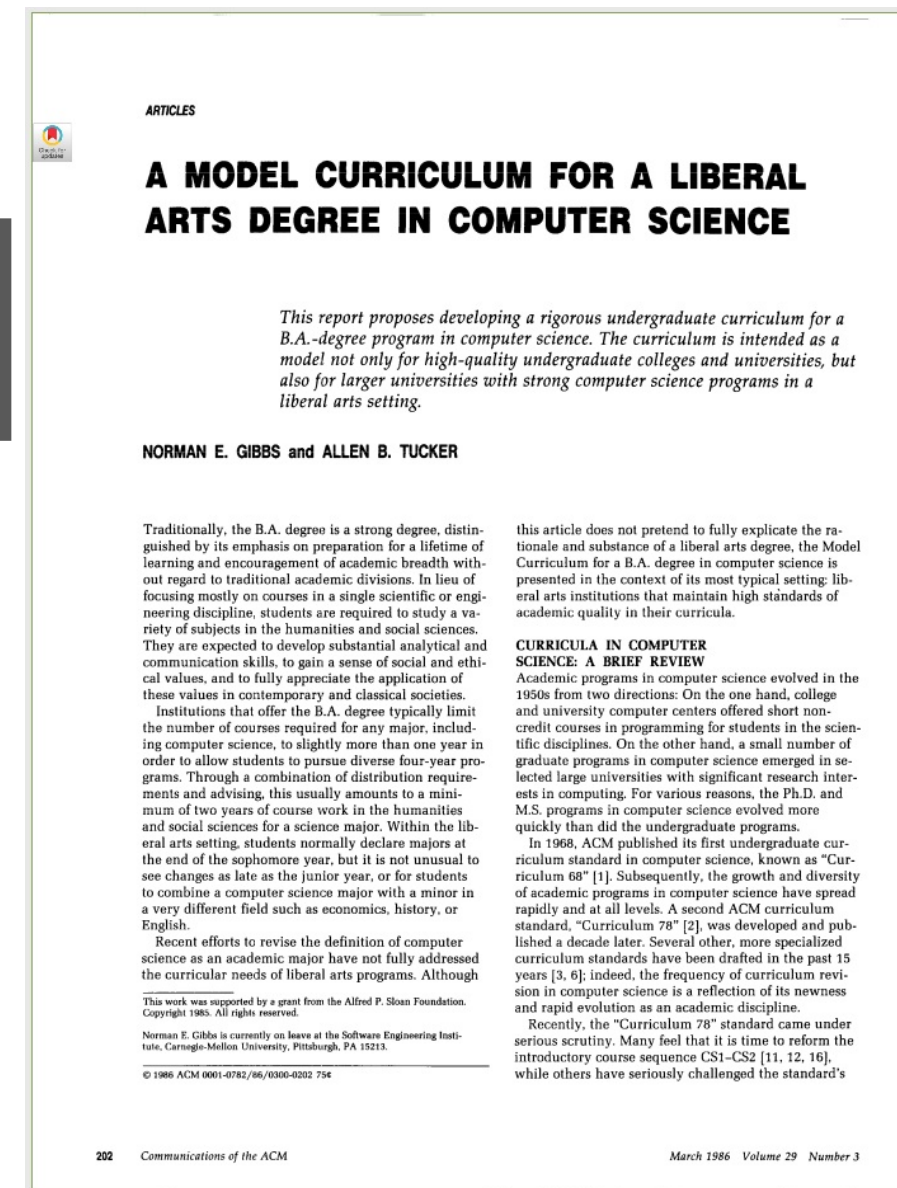 ARTICLES
Check for
updates
A MODEL CURRICULUM FOR A LIBERAL
ARTS DEGREE IN COMPUTER SCIENCE
This report proposes developing a rigorous undergraduate curriculum for a
B.A.-degree program in computer science. The curriculum is intended as a
model not only for high-quality undergraduate colleges and universities, but
also for larger universities with strong computer science programs in a
liberal arts setting.
NORMAN E. GIBBS and ALLEN B. TUCKER
Traditionally, the B.A. degree is a strong degree, distin-
guished by its emphasis on preparation for a lifetime of
learning and encouragement of academic breadth with-
out regard to traditional academic divisions. In lieu of
focusing mostly on courses in a single scientific or engi-
neering discipline, students are required to study a va-
riety of subjects in the humanities and social sciences.
They are expected to develop substantial analytical and
communication skills, to gain a sense of social and ethi-
cal values, and to fully appreciate the application of
these values in contemporary and classical societies.
Institutions that offer the B.A. degree typically limit
the number of courses required for any major, includ-
ing computer science, to slightly more than one year in
order to allow students to pursue diverse four-year pro-
grams. Through a combination of distribution require-
ments and advising, this usually amounts to a mini-
mum of two years of course work in the humanities
and social sciences for a science major. Within the lib-
eral arts setting, students normally declare majors at
the end of the sophomore year, but it is not unusual to
see changes as late as the junior year, or for students
to combine a computer science major with a minor in
a very different field such as economics, history, or
English.
Recent efforts to revise the definition of computer
science as an academic major have not fully addressed
the curricular needs of liberal arts programs. Although
This work was supported by a grant from the Alfred P. Sloan Foundation.
Copyright 1985. All rights reserved.
Norman E. Gibbs is currently on leave at the Software Engineering Insti-
tute, Carnegie-Mellon University, Pittsburgh, PA 15213.
© 1986 ACM 0001-0782/86/0300-0202 75¢
this article does not pretend to fully explicate the ra-
tionale and substance of a liberal arts degree, the Model
Curriculum for a B.A. degree in computer science is
presented in the context of its most typical setting: lib-
eral arts institutions that maintain high standards of
academic quality in their curricula.
CURRICULA IN COMPUTER
SCIENCE: A BRIEF REVIEW
Academic programs in computer science evolved in the
1950s from two directions: On the one hand, college
and university computer centers offered short non-
credit courses in programming for students in the scien-
tific disciplines. On the other hand, a small number of
graduate programs in computer science emerged in se-
lected large universities with significant research inter-
ests in computing. For various reasons, the Ph.D. and
M.S. programs in computer science evolved more
quickly than did the undergraduate programs.
In 1968, ACM published its first undergraduate cur-
riculum standard in computer science, known as "Cur-
riculum 68" [1]. Subsequently, the growth and diversity
of academic programs in computer science have spread
rapidly and at all levels. A second ACM curriculum
standard, "Curriculum 78" [2], was developed and pub-
lished a decade later. Several other, more specialized
curriculum standards have been drafted in the past 15
years [3, 6]; indeed, the frequency of curriculum revi-
sion in computer science is a reflection of its newness
and rapid evolution as an academic discipline.
Recently, the "Curriculum 78" standard came under
serious scrutiny. Many feel that it is time to reform the
introductory course sequence CS1–CS2 [11, 12, 16],
while others have seriously challenged the standard's
202 Communications of the ACM
March 1986 Volume 29 Number 3